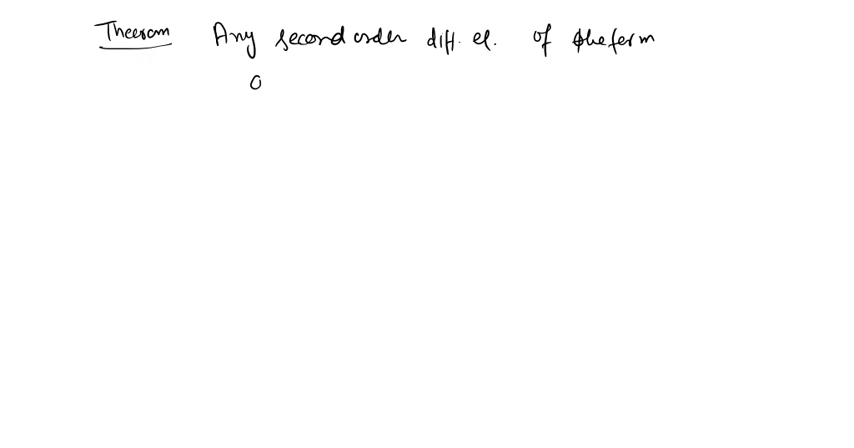 Theorem Any second order diff. eq. of the form
a